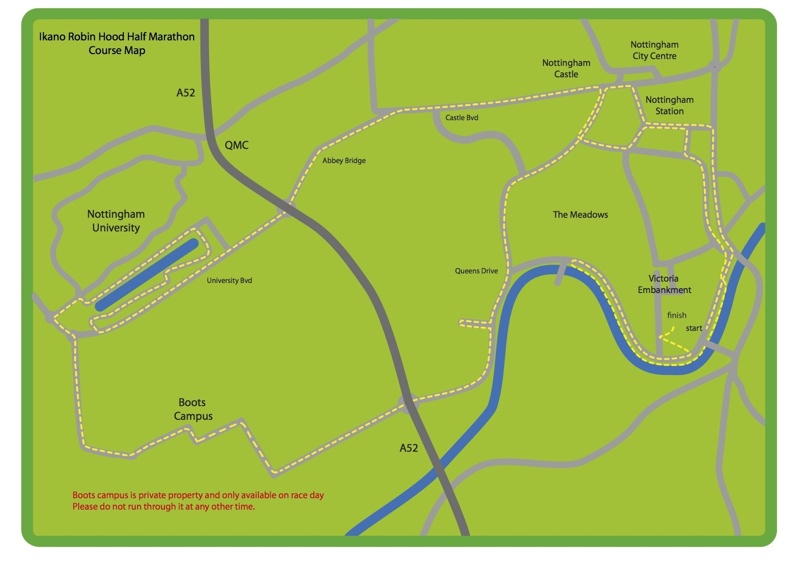 Ikano Robin Hood Half Marathon
Course Map
Nottingham
City Centre
Nottingham
Castle
A52
Nottingham
Station
Castle Blvd
QMC
Abbey Bridge
Nottingham
University
The Meadows
Queens Drive
University Bvd
Victoria
Embankment
finish
start
Boots
Campus
A52
Boots campus is private property and only available on race day
Please do not run through it at any other time.